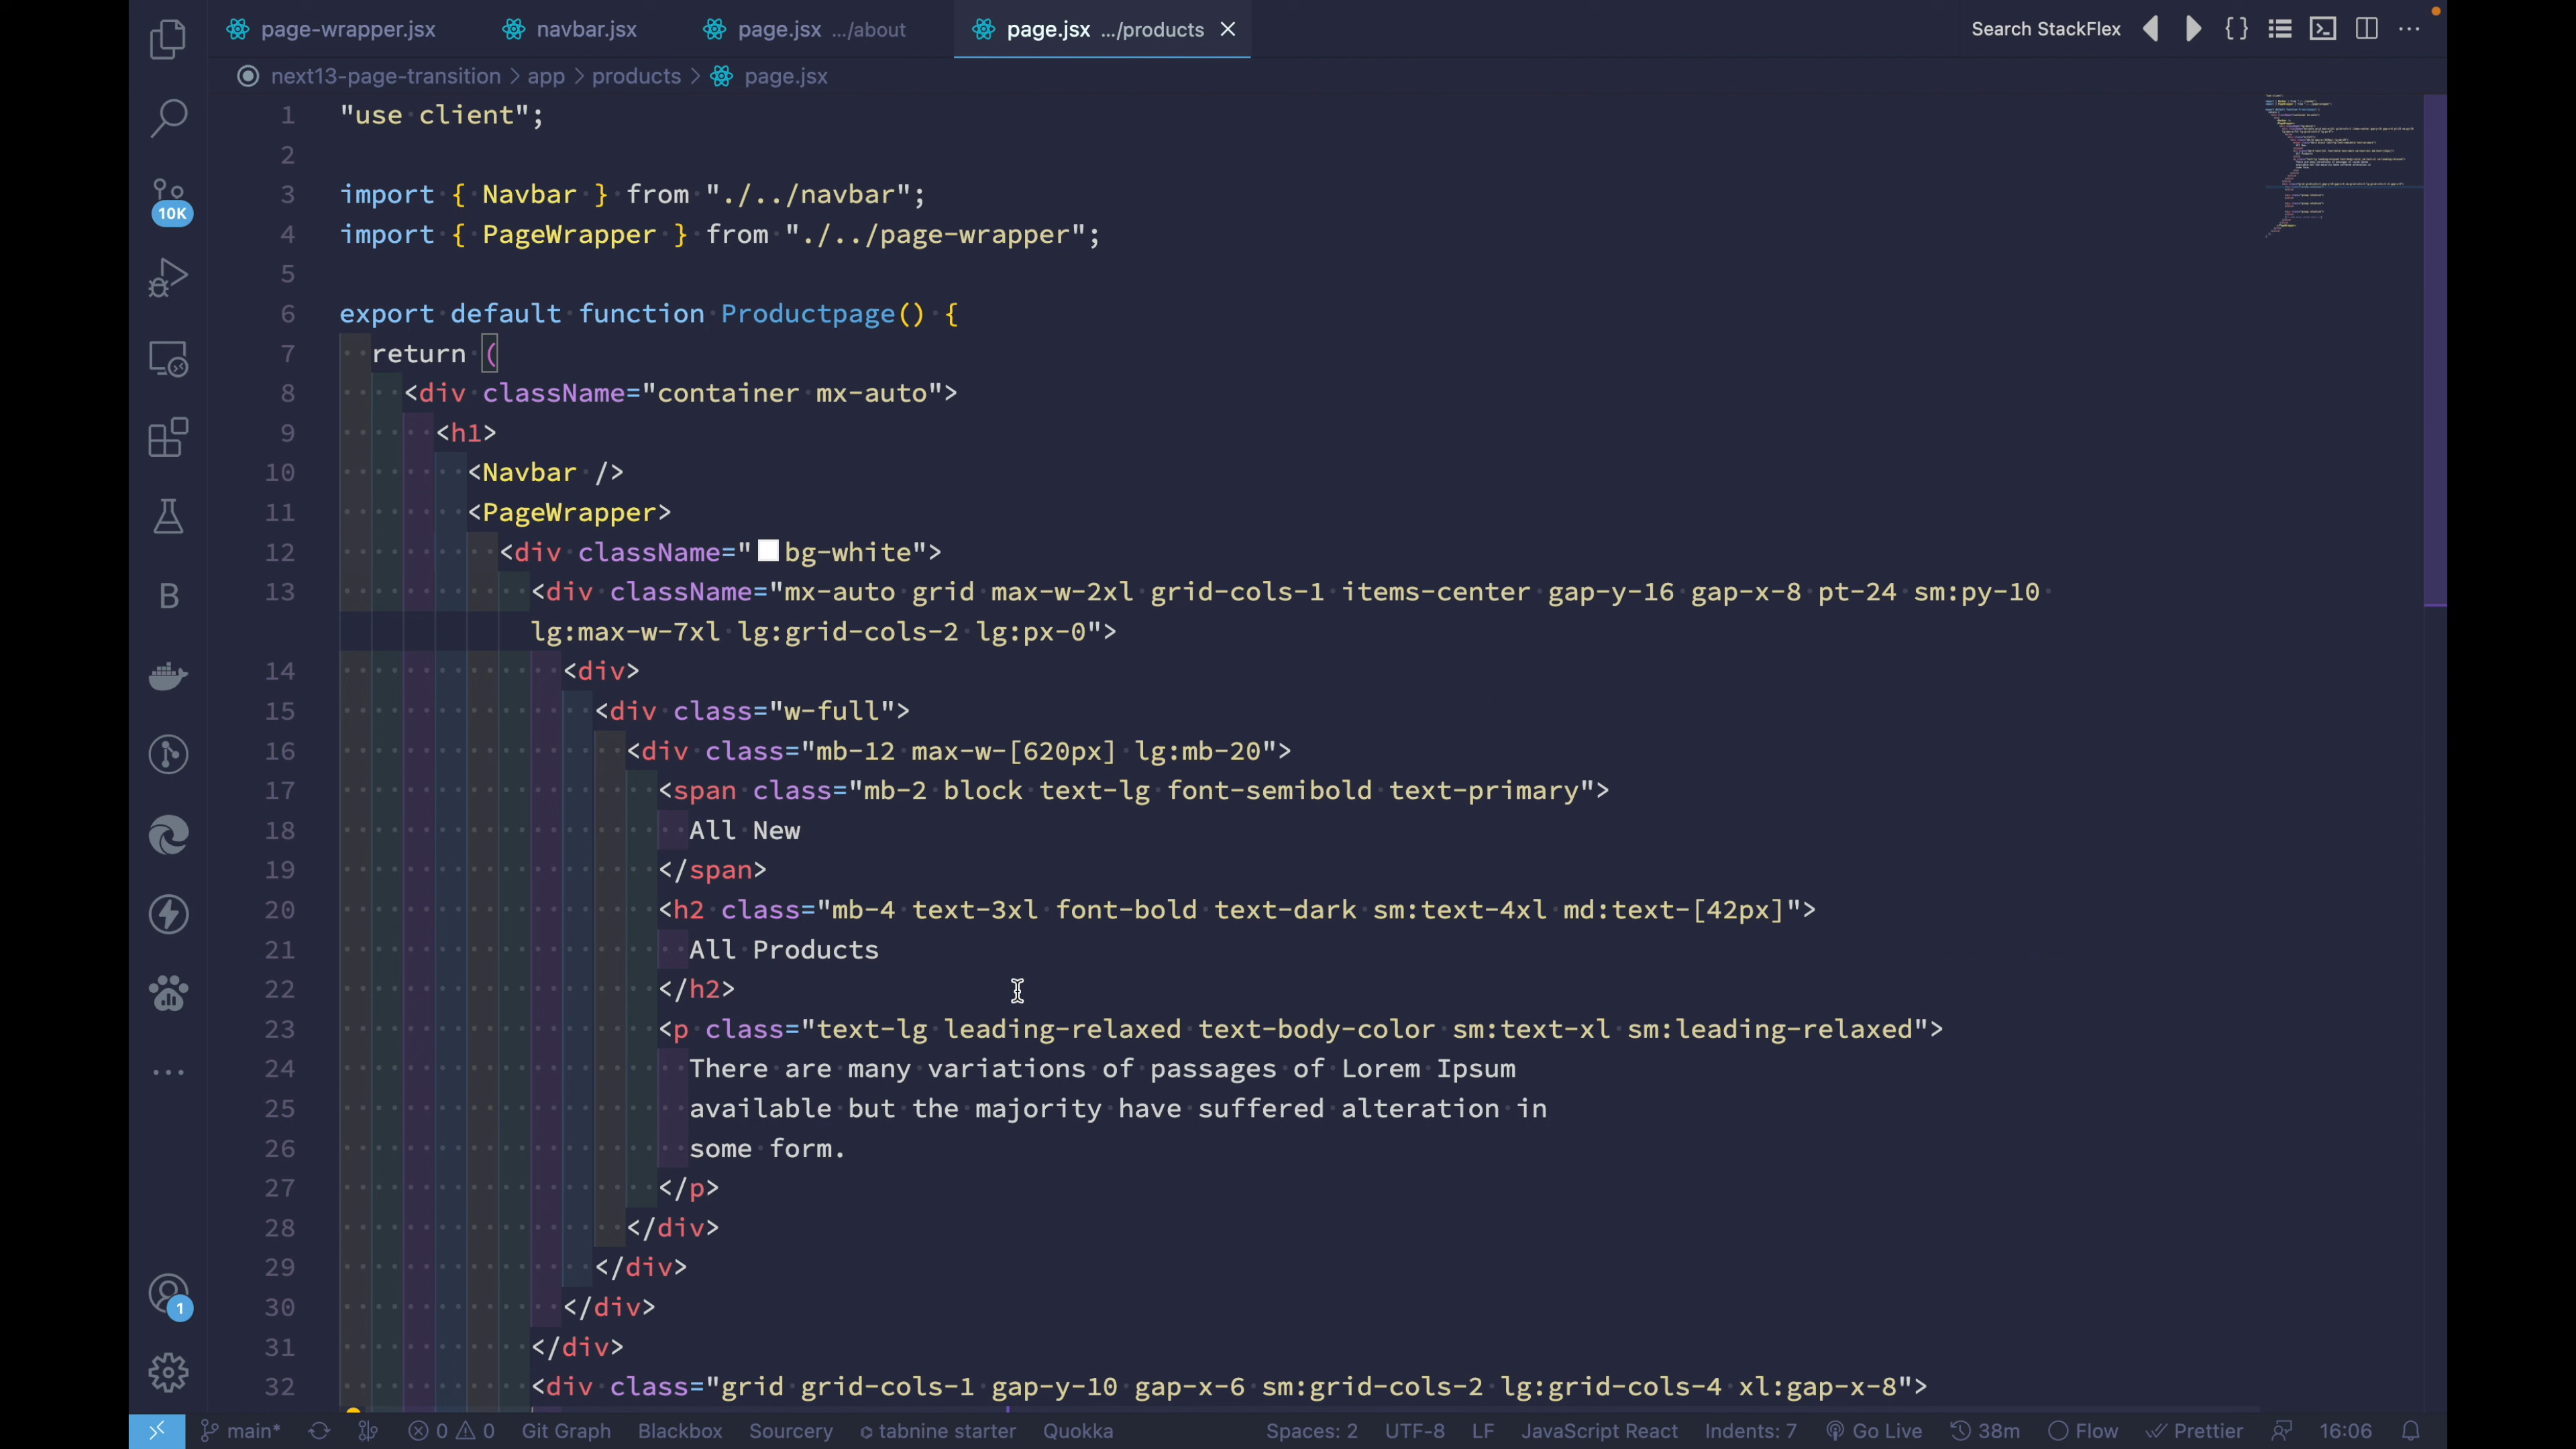 page-wrapper.jsx navbar.jsx page.jsx .../about page.jsx .../products Search StackFlex
next13-page-transition > app > products > page.jsx
1 "use client";
2
3 import { Navbar } from "./../navbar";
4 import { PageWrapper } from "./../page-wrapper";
5
6 export default function Productpage() {
7 return (
8 <div className="container mx-auto">
9 <h1>
10 <Navbar />
11 <PageWrapper>
12 <div className="bg-white">
13 <div className="mx-auto grid max-w-2xl grid-cols-1 items-center gap-y-16 gap-x-8 pt-24 sm:py-10
lg:max-w-7xl lg:grid-cols-2 lg:px-0">
14 <div>
15 <div class="w-full">
16 <div class="mb-12 max-w-[620px] lg:mb-20">
17 <span class="mb-2 block text-lg font-semibold text-primary">
18 All New
19 </span>
20 <h2 class="mb-4 text-3xl font-bold text-dark sm:text-4xl md:text-[42px]">
21 All Products
22 </h2>
23 <p class="text-lg leading-relaxed text-body-color sm:text-xl sm:leading-relaxed">
24 There are many variations of passages of Lorem Ipsum
25 available but the majority have suffered alteration in
26 some form.
27 </p>
28 </div>
29 </div>
30 </div>
31 </div>
32 <div class="grid grid-cols-1 gap-y-10 gap-x-6 sm:grid-cols-2 lg:grid-cols-4 xl:gap-x-8">
10K
B
1
main* 0 0 Git Graph Blackbox Sourcery tabnine starter Quokka Spaces: 2 UTF-8 LF JavaScript React Indents: 7 Go Live 38m Flow Prettier 16:06